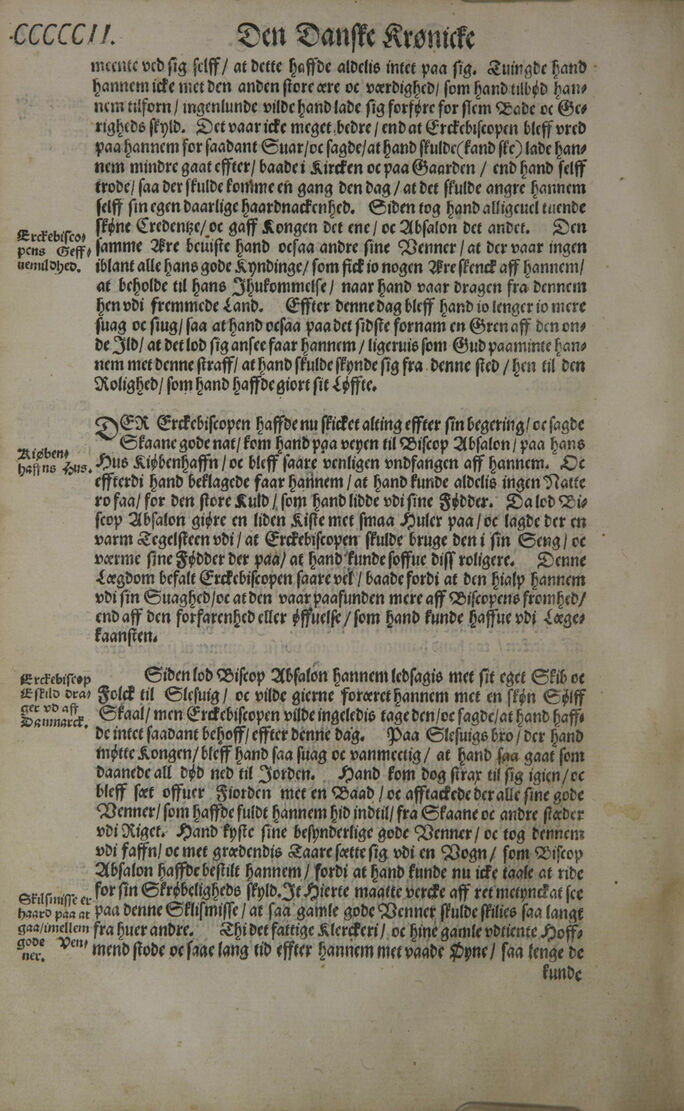 CCCCCII.
Den Danske Krønicke
meente ved sig selff/ at dette haffde aldelis intet paa sig. Tuingde hand
hannem icke met den anden store ære oc værdighed/ som hand tilbød han-
nem tilforn/ ingenlunde vilde hand lade sig forføre for slem Bade oc Ge-
righeds skyld. Det vaar icke meget bedre/ end at Erckebiscopen bleff vred
paa hannem for saadant Suar/ oc sagde/ at hand skulde (kand ske) lade han-
nem mindre gaat effter/ baade i Kircken oc paa Gaarden/ end hand selff
trode/ saa der skulde komme en gang den dag/ at det skulde angre hannem
selff sin egen daarlige haardnackenhed. Siden tog hand alligeuel tuende
skøne Credentze/ oc gaff Kongen det ene/ oc Absalon det andet. Den
samme Ære beuiste hand ocsaa andre sine Venner/ at der vaar ingen
iblant alle hans gode Kyndinge/ som fick io nogen Ære skenck aff hannem/
at beholde til hans Jhukommelse/ naar hand vaar dragen fra dennem
hen vdi fremmede Land. Effter denne dag bleff hand io lenger io mere
suag oc siug/ saa at hand ocsaa paa det sidste fornam en Gren aff den on-
de Ild/ at det lod sig ansee faar hannem/ ligeruis som Gud paaminte han-
nem met denne straff/ at hand skulde skynde sig fra denne sted/ hen til den
Rolighed/ som hand haffde giort sit Løffte.
Erckebisco-
pens Geff-
uemildhed.
DER Erckebiscopen haffde nu skicket alting effter sin begering/ oc sagde
Skaane gode nat/ kom hand paa veyen til Biscop Absalon/ paa hans
Hus Kiøbenhaffn/ oc bleff saare venligen vndfangen aff hannem. Oc
effterdi hand beklagede faar hannem/ at hand kunde aldelis ingen Natte
ro faa/ for den store Kuld/ som hand lidde vdi sine Fødder. Da lod Bi-
scop Absalon giøre en liden Kiste met smaa Huler paa/ oc lagde der en
varm Tegelsteen vdi/ at Erckebiscopen skulde bruge den i sin Seng/ oc
værme sine Fødder der paa/ at hand kunde soffue diss roligere. Denne
Lægdom befalt Erckebiscopen saare vel/ baade fordi at den hialp hannem
vdi sin Suaghed/ oc at den vaar paafunden mere aff Biscopens fromhed/
end aff den forfarenhed eller øffuelse/ som hand kunde haffue vdi Læge-
kaansten.
Kiøben-
haffns Hus.
Siden lod Biscop Absalon hannem ledsagis met sit eget Skib oc
Folck til Slesuig/ oc vilde gierne foræret hannem met en skøn Sølff
Skaal/ men Erckebiscopen vilde ingeledis tage den/ oc sagde/ at hand haff-
de intet saadant behoff/ effter denne dag. Paa Slesuigs bro/ der hand
møtte Kongen/ bleff hand saa suag oc vanmectig/ at hand saa gaat som
daanede all død ned til Jorden. Hand kom dog strax til sig igien/ oc
bleff sæt offuer Fiorden met en Baad/ oc afftackede der alle sine gode
Venner/ som haffde fuldt hannem hid indtil/ fra Skaane oc andre stæder
vdi Riget. Hand kyste sine besynderlige gode Venner/ oc tog dennem
vdi faffn/ oc met grædendis Taare sætte sig vdi en Vogn/ som Biscop
Absalon haffde bestilt hannem/ fordi at hand kunde nu icke taale at ride
for sin Skrøbeligheds skyld. It Hierte maatte vercke aff ret metynck at see
paa denne Sklismisse/ at saa gamle gode Venner skulde skilies saa langt
fra huer andre. Thi det fattige Klerckeri/ oc hine gamle vdtiente Hoff-
mend stode oc saae lang tid effter hannem met vaade Øyne/ saa lenge de
kunde
Erckebiscop
Eskild dra-
ger vd aff
Danmarck.
Skilsmisse er
haard paa at
gaa/ imellem
gode Ven-
ner.